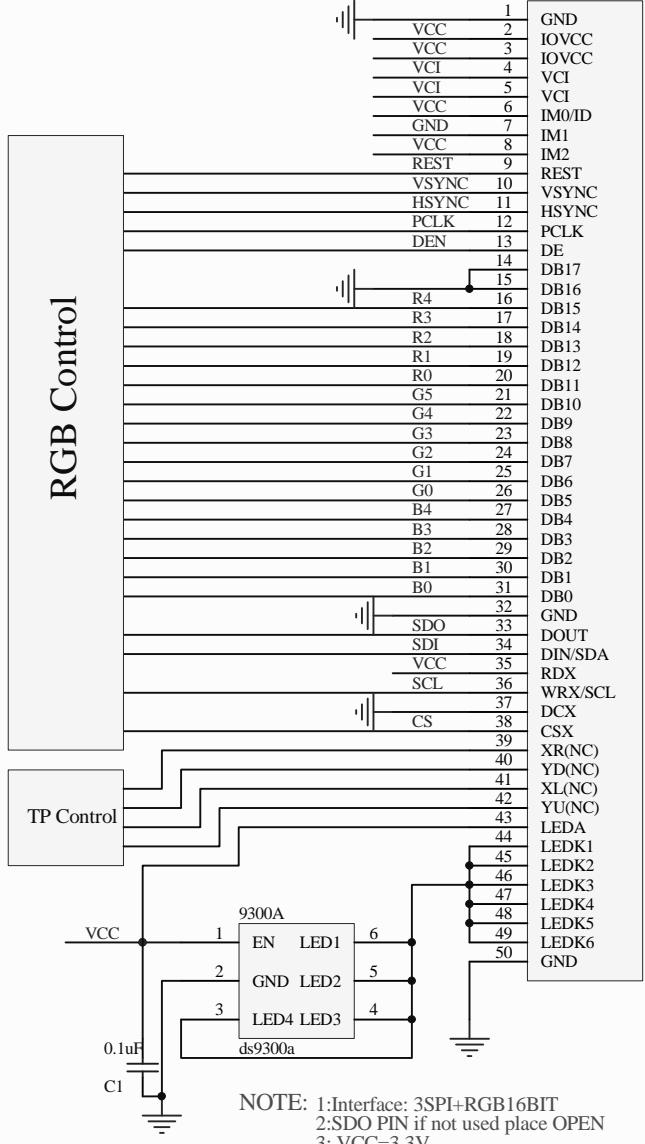 1 GND
VCC 2 IOVCC
VCC 3 IOVCC
VCI 4 VCI
VCI 5 VCI
VCC 6 IM0/ID
GND 7 IM1
VCC 8 IM2
REST 9 REST
VSYNC 10 VSYNC
HSYNC 11 HSYNC
PCLK 12 PCLK
DEN 13 DE
14 DB17
15 DB16
R4 16 DB15
R3 17 DB14
R2 18 DB13
R1 19 DB12
R0 20 DB11
G5 21 DB10
G4 22 DB9
G3 23 DB8
G2 24 DB7
G1 25 DB6
G0 26 DB5
B4 27 DB4
B3 28 DB3
B2 29 DB2
B1 30 DB1
B0 31 DB0
32 GND
SDO 33 DOUT
SDI 34 DIN/SDA
VCC 35 RDX
SCL 36 WRX/SCL
37 DCX
CS 38 CSX
39 XR(NC)
40 YD(NC)
41 XL(NC)
42 YU(NC)
43 LEDA
44 LEDK1
45 LEDK2
46 LEDK3
47 LEDK4
48 LEDK5
49 LEDK6
50 GND
RGB Control
TP Control
9300A
VCC 1 EN LED1 6
2 GND LED2 5
3 LED4 LED3 4
ds9300a
0.1uF
C1
NOTE: 1:Interface: 3SPI+RGB16BIT
2:SDO PIN if not used place OPEN
3: VCC=3.3V